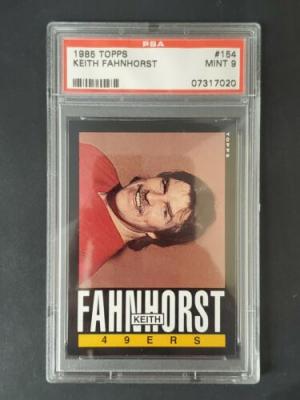 PSA
1985 TOPPS #154
KEITH FAHNHORST MINT 9
07317020
TOPPS
FAHNHORST
KEITH
49ERS